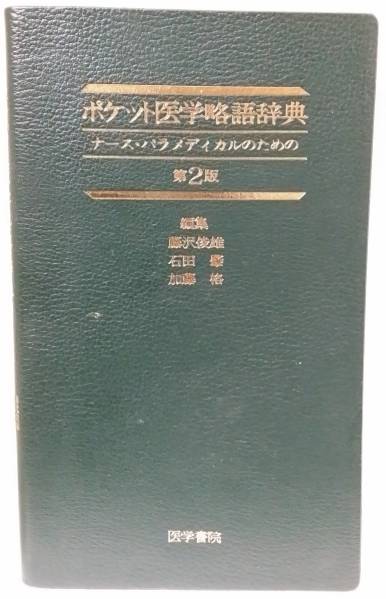 ポケット医学略語辞典
ナース・パラメディカルのための
第2版
編集
藤沢俊雄
石田 肇
加藤 格
医学書院